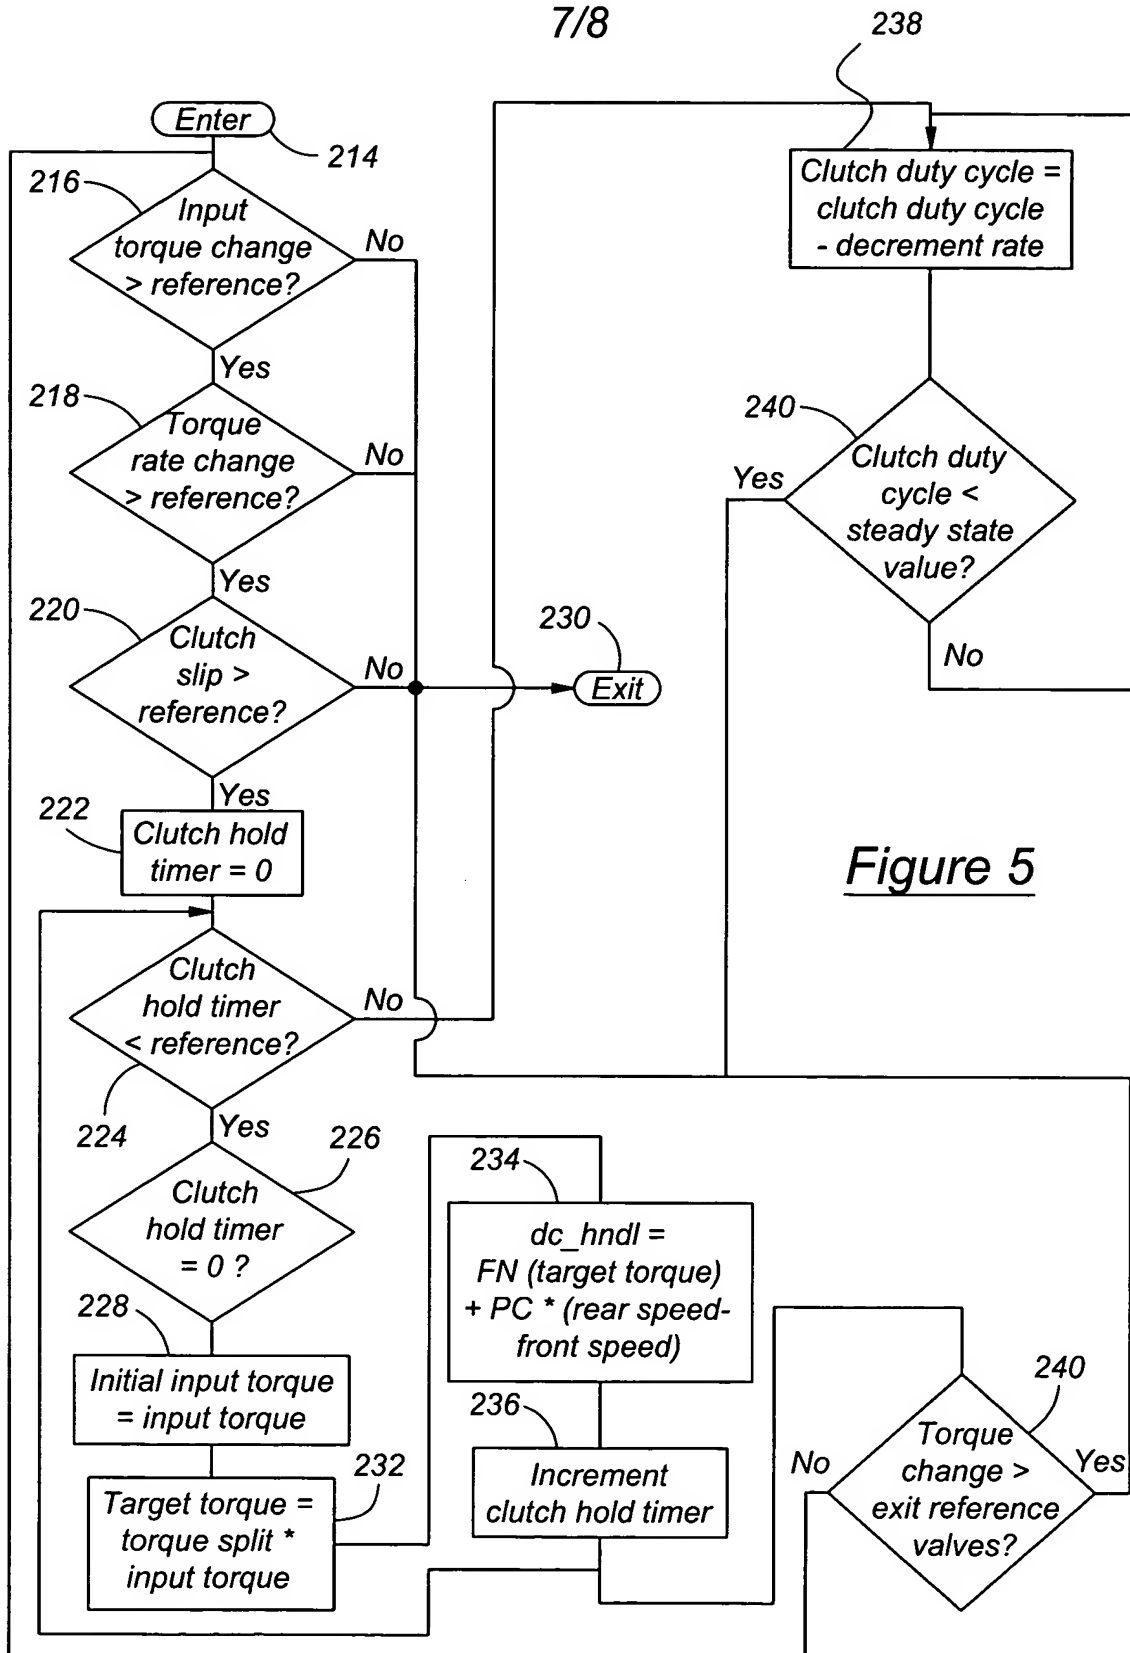 7/8
238
Enter
214
216
Input
torque change
> reference?
No
Yes
218
Torque
rate change
> reference?
No
Yes
220
Clutch
slip >
reference?
No
Yes
230
Exit
222
Clutch hold
timer = 0
Clutch
hold timer
< reference?
No
224
Yes
226
Clutch
hold timer
= 0 ?
228
Initial input torque
= input torque
232
Target torque =
torque split *
input torque
234
dc_hndl =
FN (target torque)
+ PC * (rear speed-
front speed)
236
Increment
clutch hold timer
240
Torque
change >
exit reference
valves?
No
Yes
Clutch duty cycle =
clutch duty cycle
- decrement rate
240
Clutch duty
cycle <
steady state
value?
Yes
No
Figure 5